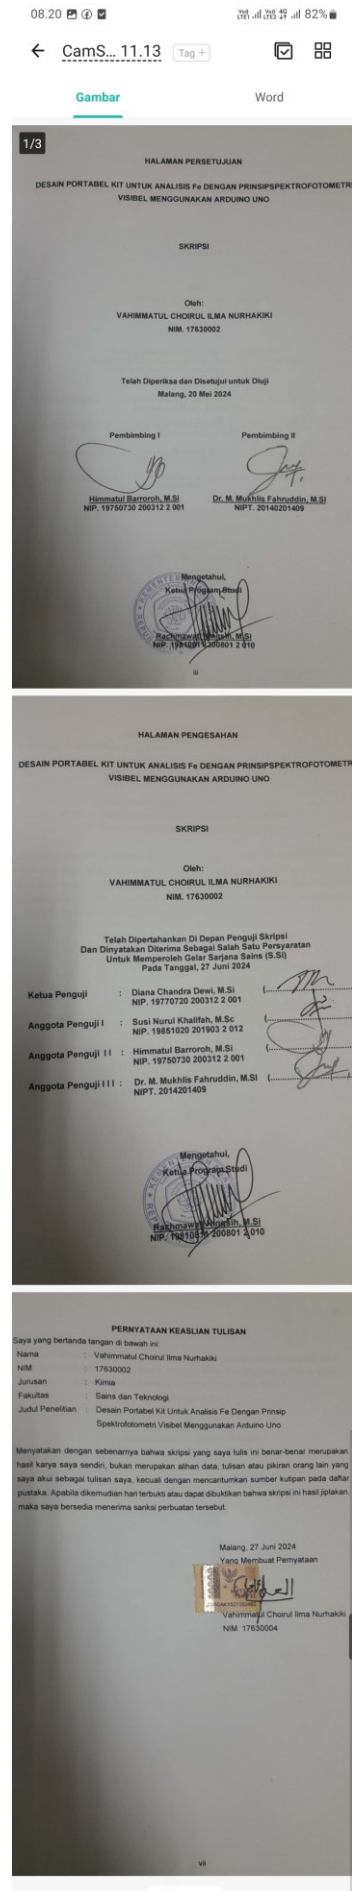 08.20
82%
CamS... 11.13
Tag +
Gambar
Word
1/3
HALAMAN PERSETUJUAN
DESAIN PORTABEL KIT UNTUK ANALISIS Fe DENGAN PRINSIPSPEKTROFOTOMETRI
VISIBEL MENGGUNAKAN ARDUINO UNO
SKRIPSI
Oleh:
VAHIMMATUL CHOIRUL ILMA NURHAKIKI
NIM. 17630002
Telah Diperiksa dan Disetujui untuk Diuji
Malang, 20 Mei 2024
Pembimbing I
Pembimbing II
Himmatul Barroroh, M.Si
NIP. 19750730 200312 2 001
Dr. M. Mukhlis Fahruddin, M.SI
NIPT. 20140201409
Mengetahui,
Ketua Program Studi
M.Si
200801 2 010
iii
HALAMAN PENGESAHAN
DESAIN PORTABEL KIT UNTUK ANALISIS Fe DENGAN PRINSIPSPEKTROFOTOMETRI
VISIBEL MENGGUNAKAN ARDUINO UNO
SKRIPSI
Oleh:
VAHIMMATUL CHOIRUL ILMA NURHAKIKI
NIM. 17630002
Telah Dipertahankan Di Depan Penguji Skripsi
Dan Dinyatakan Diterima Sebagai Salah Satu Persyaratan
Untuk Memperoleh Gelar Sarjana Sains (S.Si)
Pada Tanggal, 27 Juni 2024
Ketua Penguji : Diana Chandra Dewi, M.Si
NIP. 19770720 200312 2 001
Anggota Penguji I : Susi Nurul Khalifah, M.Sc
NIP. 19851020 201903 2 012
Anggota Penguji I I : Himmatul Barroroh, M.Si
NIP. 19750730 200312 2 001
Anggota Penguji I I I : Dr. M. Mukhlis Fahruddin, M.SI
NIPT. 2014201409
Mengetahui,
Ketua Program Studi
M.Si
200801 2 010
PERNYATAAN KEASLIAN TULISAN
Saya yang bertanda tangan di bawah ini:
Nama : Vahimmatul Choirul Ilma Nurhakiki
NIM : 17630002
Jurusan : Kimia
Fakultas : Sains dan Teknologi
Judul Penelitian : Desain Portabel Kit Untuk Analisis Fe Dengan Prinsip
Spektrofotometri Visibel Menggunakan Arduino Uno
Menyatakan dengan sebenarnya bahwa skripsi yang saya tulis ini benar-benar merupakan
hasil karya saya sendiri, bukan merupakan alihan data, tulisan atau pikiran orang lain yang
saya akui sebagai tulisan saya, kecuali dengan mencantumkan sumber kutipan pada daftar
pustaka. Apabila dikemudian hari terbukti atau dapat dibuktikan bahwa skripsi ini hasil jiplakan,
maka saya bersedia menerima sanksi perbuatan tersebut.
Malang, 27 Juni 2024
Yang Membuat Pernyataan
Vahimmatul Choirul Ilma Nurhakiki
NIM. 17630004
vii